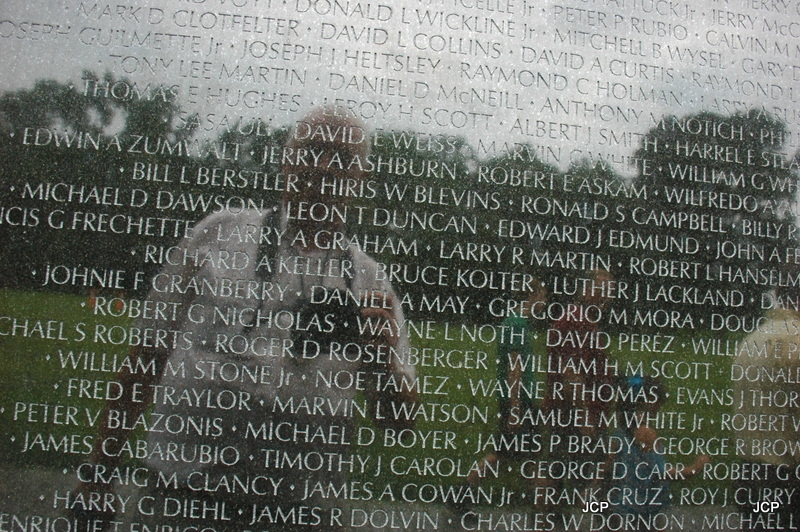 DONALD L WICKLINE Jr · PETER P RUBIO · JERRY
MARK D CLOTFELTER · DAVID L COLLINS · MITCHELL B WYSEL · GARY
JOSEPH GUILMETTE Jr · JOSEPH J HELTSLEY · DAVID A CURTIS · RAYMOND
TONY LEE MARTIN · DANIEL D McNEILL · RAYMOND C HOLMAN
THOMAS E HUGHES · LEROY H SCOTT · ANTHONY M NOTICH · PH
DAVID E WEISS · ALBERT J SMITH · HARREL E
EDWIN A ZUMWALT · JERRY A ASHBURN · MARVIN G WHITE · WILLIAM G WH
BILL L BERSTLER · HIRIS W BLEVINS · ROBERT E ASKAM · WILFREDO
MICHAEL D DAWSON · LEON T DUNCAN · RONALD S CAMPBELL · BILLY R
NCIS G FRECHETTE · LARRY A GRAHAM · EDWARD J EDMUND · JOHN A FE
RICHARD A KELLER · LARRY R MARTIN · ROBERT L HANSELM
JOHNIE F GRANBERRY · BRUCE KOLTER · LUTHER J LACKLAND · DAN
ROBERT G NICHOLAS · DANIEL A MAY · GREGORIO M MORA · DOUGLAS
CHAEL S ROBERTS · WAYNE L NOTH · DAVID PEREZ · WILLIAM E P
ROGER D ROSENBERGER · WILLIAM H M SCOTT · DONALD
WILLIAM M STONE Jr · NOE TAMEZ · WAYNE R THOMAS · EVANS J THOR
FRED E TRAYLOR · MARVIN L WATSON · SAMUEL M WHITE Jr · ROBERT W
PETER V BLAZONIS · MICHAEL D BOYER · JAMES P BRADY · GEORGE R BROW
JAMES CABARUBIO · TIMOTHY J CAROLAN · GEORGE D CARR · ROBERT G
CRAIG M CLANCY · JAMES A COWAN Jr · FRANK CRUZ · ROY J CURRY
HARRY G DIEHL · JAMES R DOLVIN · CHARLES W DORNON · MICHAEL
ENRIQUE T
JCP JCP